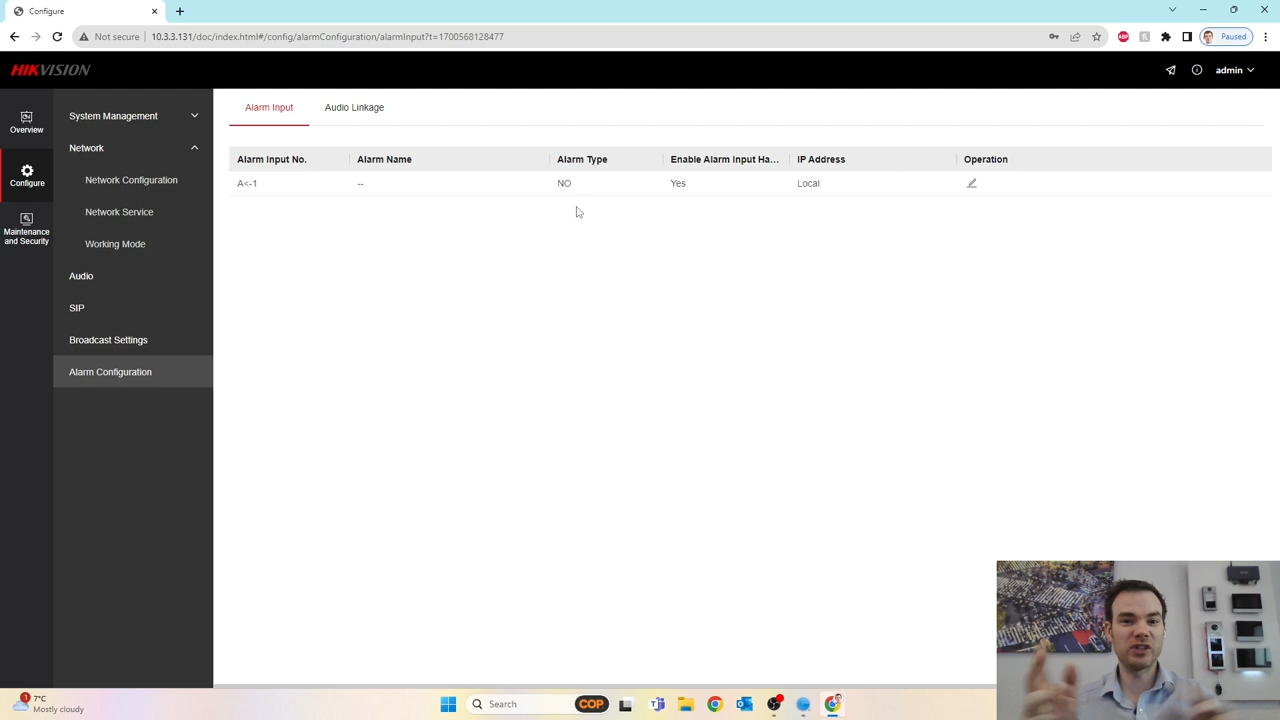 Configure
Not secure
10.3.3.131/doc/index.html#/config/alarmConfiguration/alarmInput?t=1700568128477
ABP
Paused
HIKVISION
admin
Overview
Configure
Maintenance
and Security
System Management
Network
Network Configuration
Network Service
Working Mode
Audio
SIP
Broadcast Settings
Alarm Configuration
Alarm Input
Audio Linkage
Alarm Input No.
Alarm Name
Alarm Type
Enable Alarm Input Ha...
IP Address
Operation
A<-1
--
NO
Yes
Local
1
7°C
Mostly cloudy
Search
COP